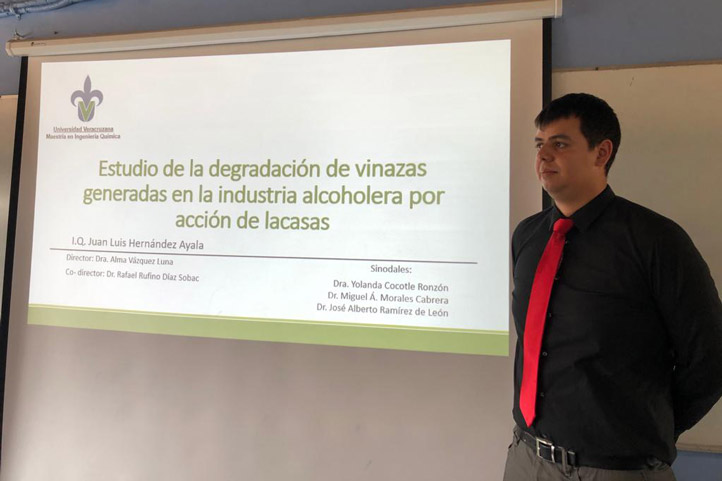 Universidad Veracruzana
Maestría en Ingeniería Química
Estudio de la degradación de vinazas
generadas en la industria alcoholera por
acción de lacasas
I.Q. Juan Luis Hernández Ayala
Director: Dra. Alma Vázquez Luna
Co- director: Dr. Rafael Rufino Díaz Sobac
Sinodales:
Dra. Yolanda Cocotle Ronzón
Dr. Miguel Á. Morales Cabrera
Dr. José Alberto Ramírez de León